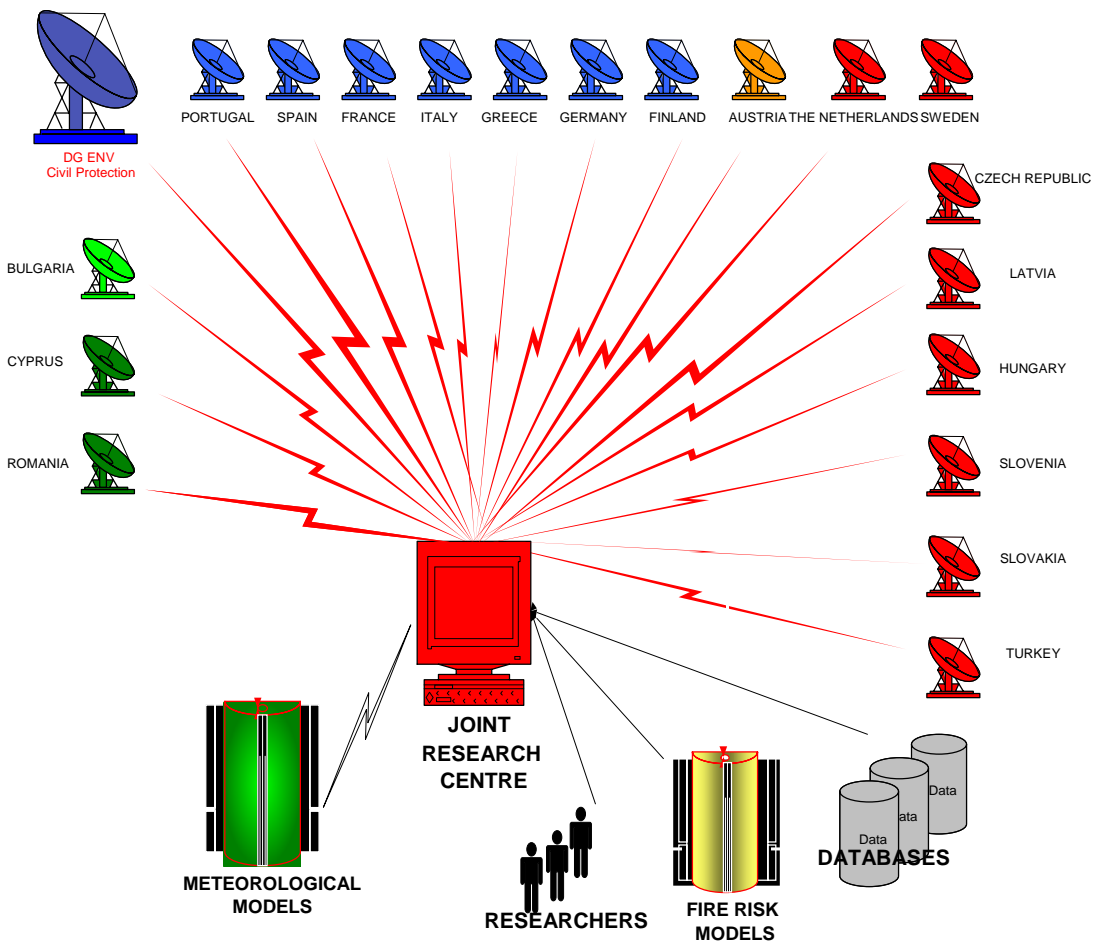 PORTUGAL
SPAIN
FRANCE
ITALY
GREECE
GERMANY
FINLAND
AUSTRIA
THE NETHERLANDS
SWEDEN
DG ENV
Civil Protection
CZECH REPUBLIC
BULGARIA
LATVIA
CYPRUS
HUNGARY
ROMANIA
SLOVENIA
SLOVAKIA
TURKEY
JOINT
RESEARCH
CENTRE
Data
ata
Data
DATABASES
METEOROLOGICAL
MODELS
RESEARCHERS
FIRE RISK
MODELS